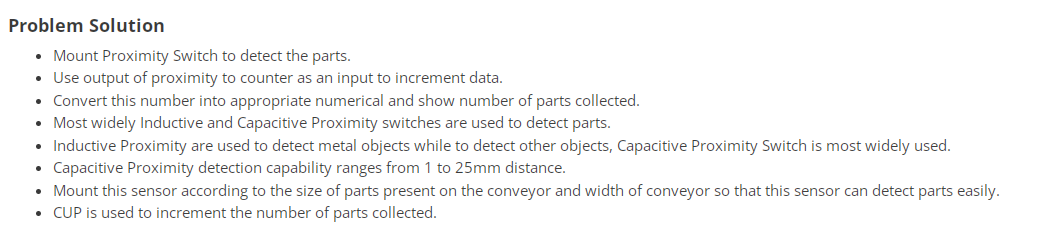 Problem Solution
Mount Proximity Switch to detect the parts.
Use output of proximity to counter as an input to increment data.
Convert this number into appropriate numerical and show number of parts collected.
Most widely Inductive and Capacitive Proximity switches are used to detect parts.
Inductive Proximity are used to detect metal objects while to detect other objects, Capacitive Proximity Switch is most widely used.
Capacitive Proximity detection capability ranges from 1 to 25mm distance.
Mount this sensor according to the size of parts present on the conveyor and width of conveyor so that this sensor can detect parts easily.
CUP is used to increment the number of parts collected.